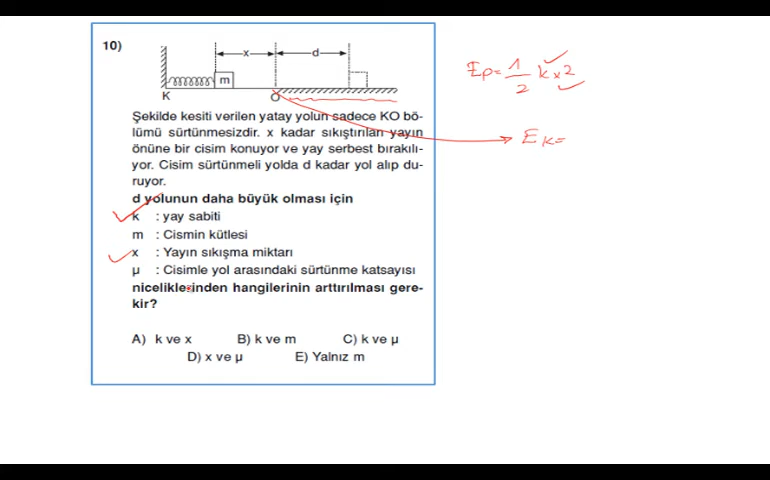 10)
x
d
m
K
O
Şekilde kesiti verilen yatay yolun sadece KO bö-
lümü sürtünmesizdir. x kadar sıkıştırılan yayın
önüne bir cisim konuyor ve yay serbest bırakılı-
yor. Cisim sürtünmeli yolda d kadar yol alıp du-
ruyor.
d yolunun daha büyük olması için
k : yay sabiti
m : Cismin kütlesi
x : Yayın sıkışma miktarı
µ : Cisimle yol arasındaki sürtünme katsayısı
niceliklerinden hangilerinin arttırılması gere-
kir?
A) k ve x B) k ve m C) k ve µ
D) x ve µ E) Yalnız m
Ep = 1/2 k x2
Ek=